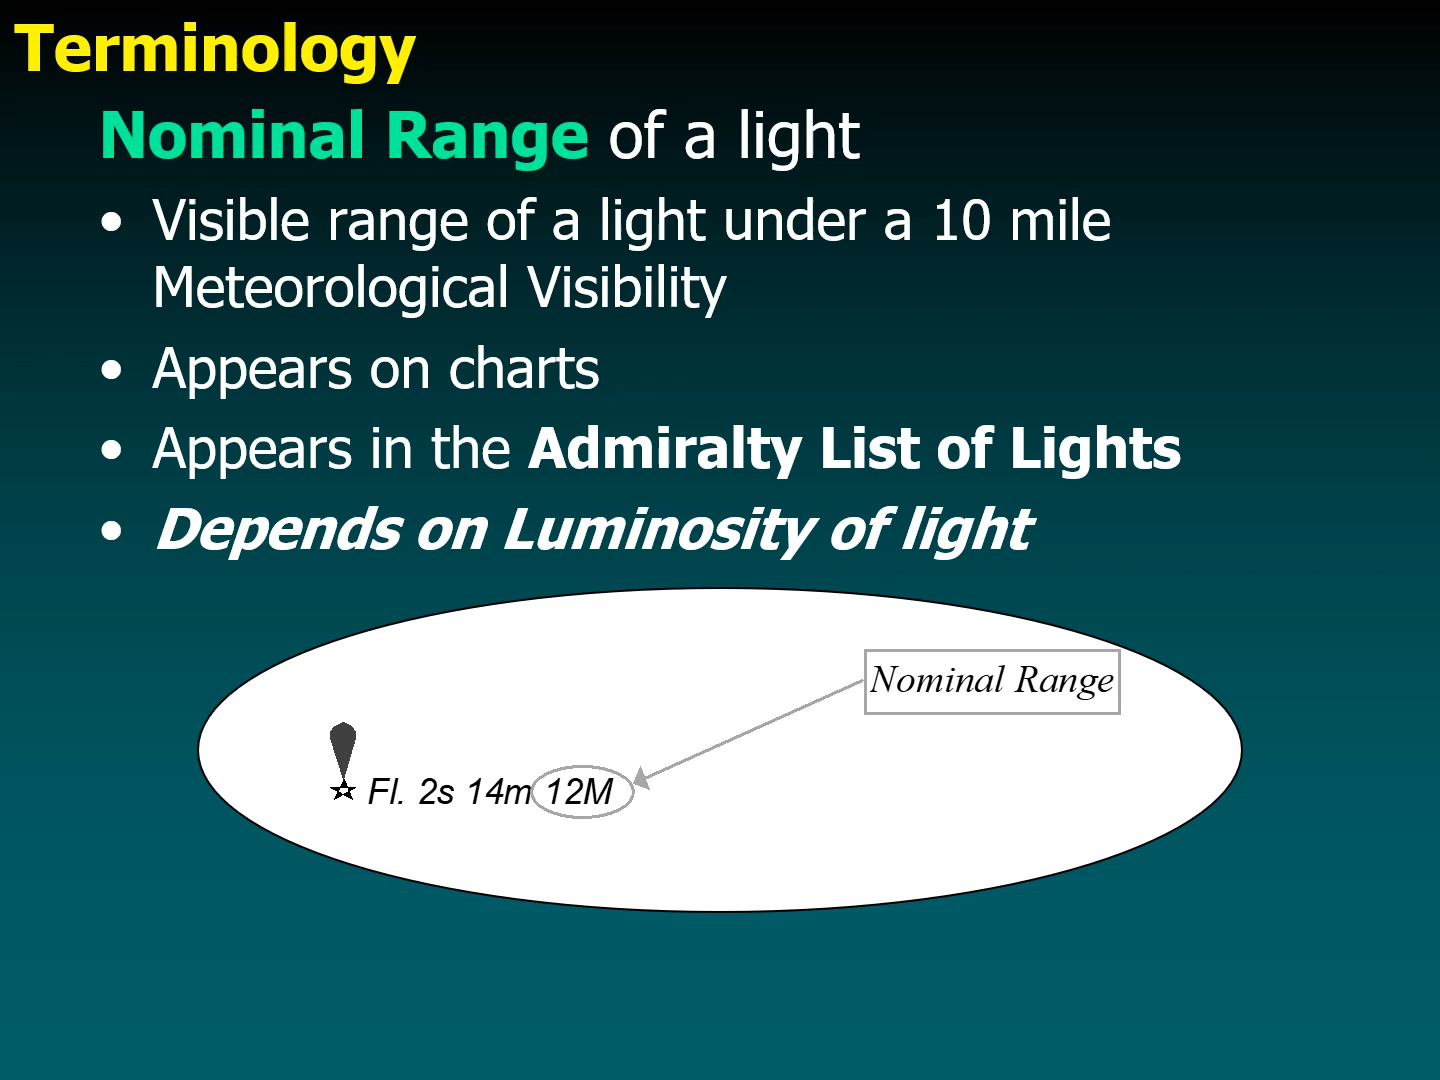 Terminology
Nominal Range of a light
• Visible range of a light under a 10 mile
Meteorological Visibility
• Appears on charts
• Appears in the Admiralty List of Lights
• Depends on Luminosity of light
Nominal Range
Fl. 2s 14m 12M